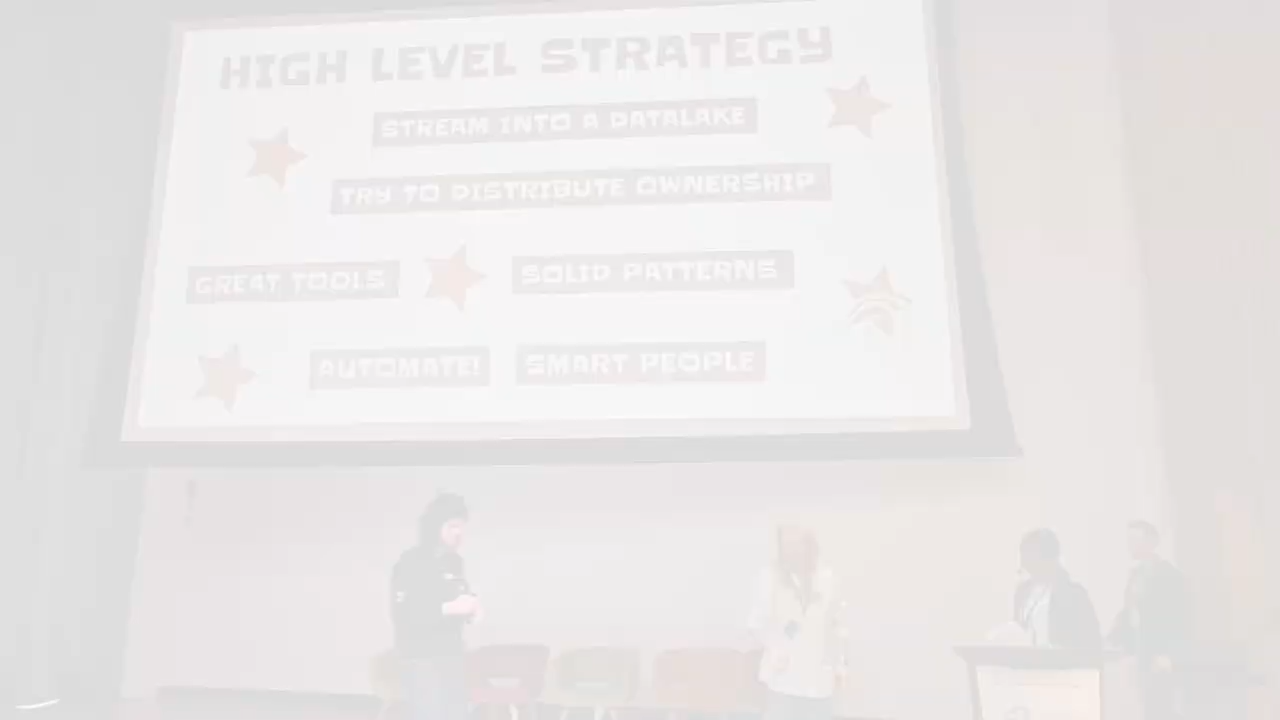 HIGH LEVEL STRATEGY
STREAM INTO A DATALAKE
TRY TO DISTRIBUTE OWNERSHIP
GREAT TOOLS
SOLID PATTERNS
AUTOMATE!
SMART PEOPLE